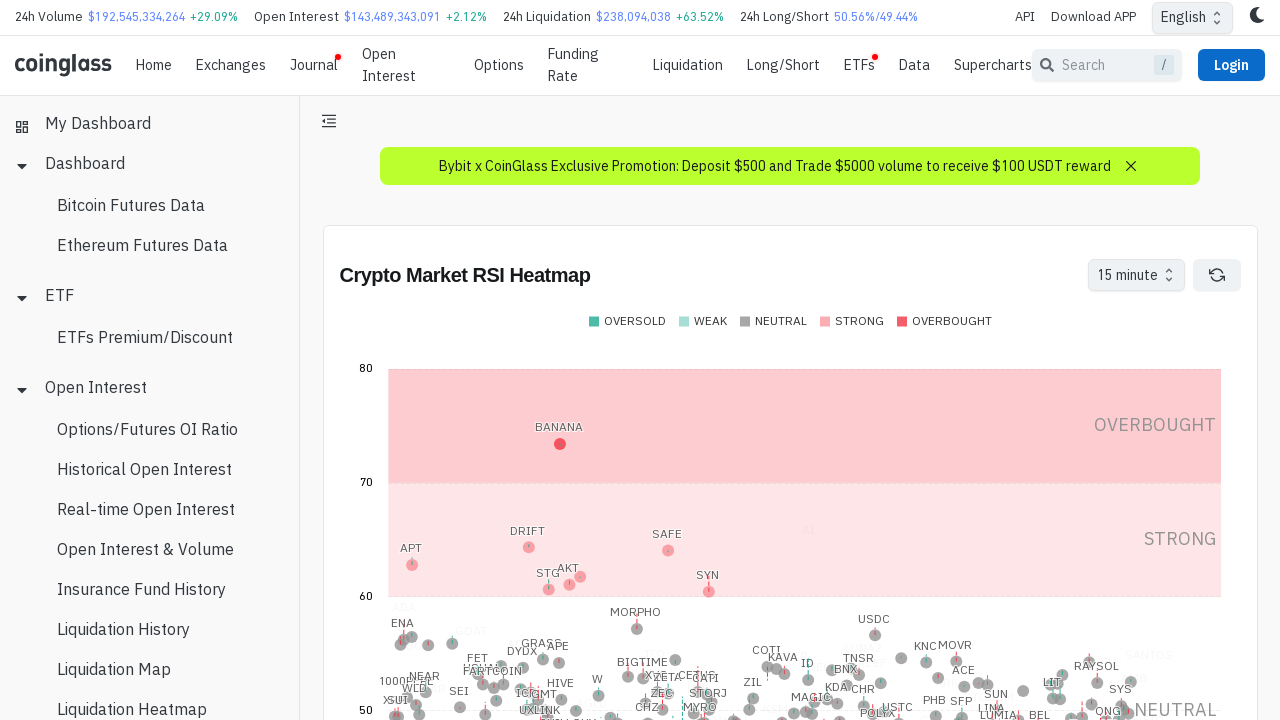 24h Volume $192,545,334,264 +29.09% Open Interest $143,489,343,091 +2.12% 24h Liquidation $238,094,038 +63.52% 24h Long/Short 50.56%/49.44% API Download APP English
coinglass Home Exchanges Journal Open Interest Options Funding Rate Liquidation Long/Short ETFs Data Supercharts Search / Login
My Dashboard
Dashboard
Bitcoin Futures Data
Ethereum Futures Data
ETF
ETFs Premium/Discount
Open Interest
Options/Futures OI Ratio
Historical Open Interest
Real-time Open Interest
Open Interest & Volume
Insurance Fund History
Liquidation History
Liquidation Map
Liquidation Heatmap
Bybit x CoinGlass Exclusive Promotion: Deposit $500 and Trade $5000 volume to receive $100 USDT reward
Crypto Market RSI Heatmap 15 minute
OVERSOLD WEAK NEUTRAL STRONG OVERBOUGHT
80
BANANA OVERBOUGHT
70
DRIFT SAFE
STRONG
APT
STG AKT SYN
60
MORPHO
ENA USDC
GRASS APE KNC MOVR
DYDX COTI
FET BIGTIME KAVA ID TNSR RAYSOL
FARTCOIN BNX ACE
NEAR ZETA CATI
WLD SEI HIVE W ZIL KDA CHR LIT SYS
XSUI GMT ZEC STORJ MAGIC PHB SFP SUN
UXLINK CHZ MYRO POLYX USTC LINA ONG
50 LUMIA BEL NEUTRAL